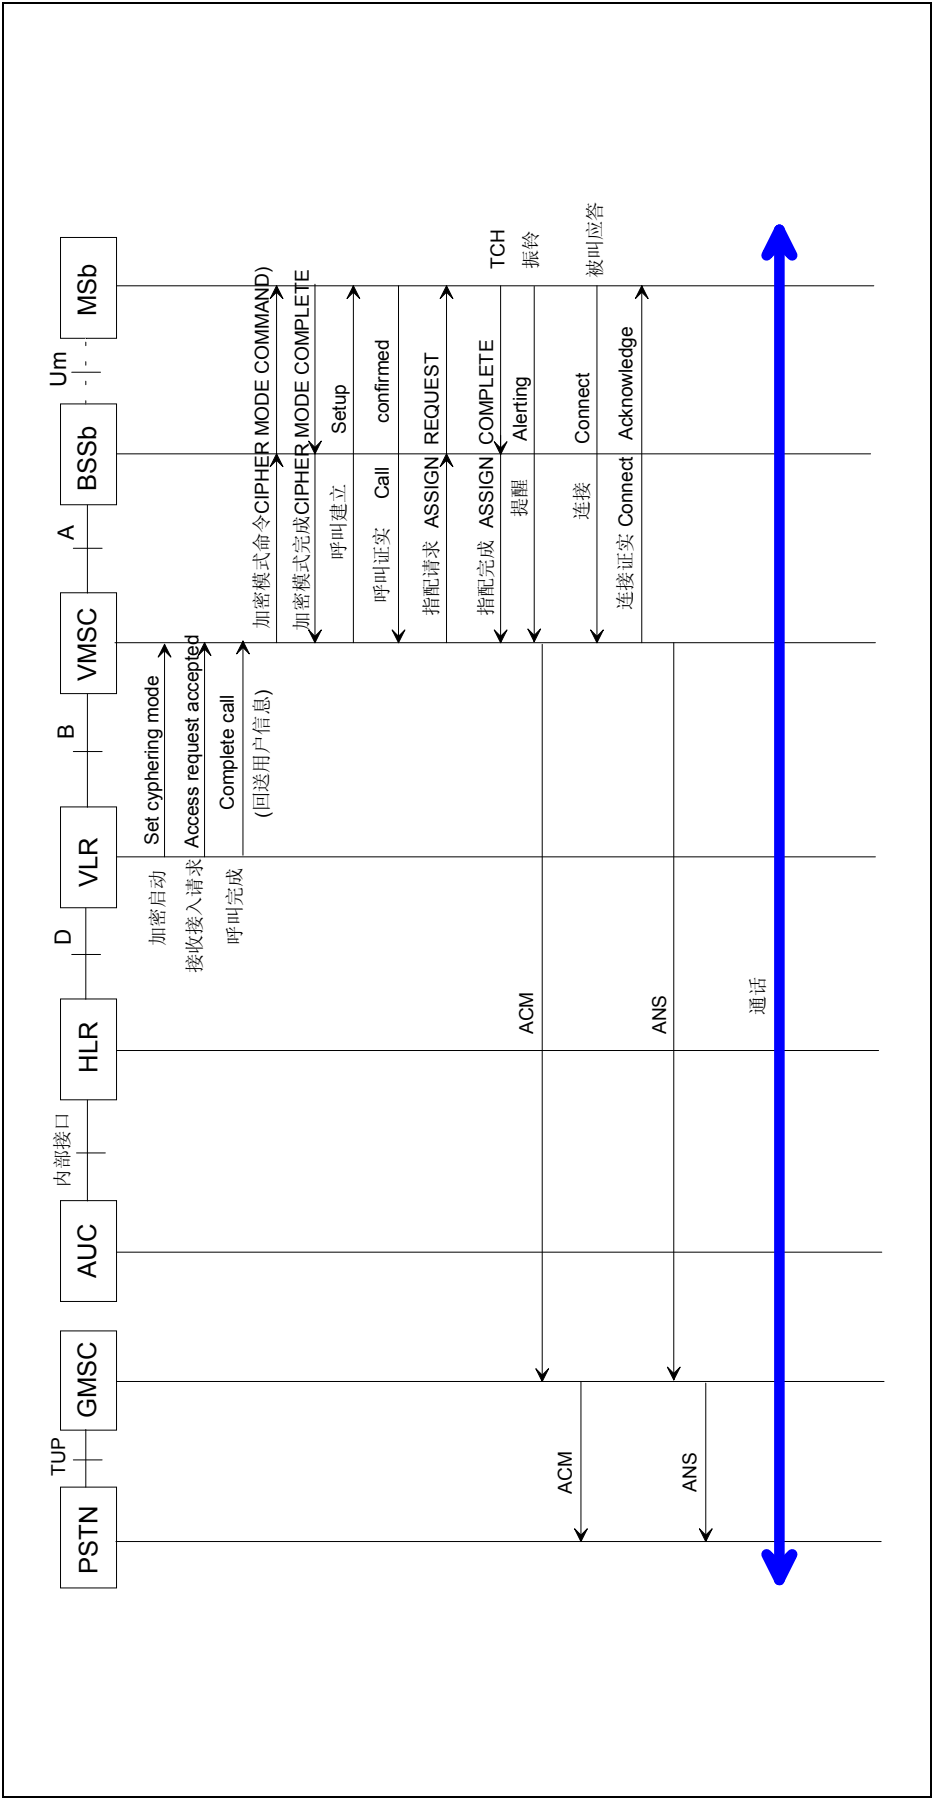 PSTN
TUP
GMSC
AUC
内部接口
HLR
D
VLR
B
VMSC
A
BSSb
Um
MSb
加密启动 Set cyphering mode
接收接入请求 Access request accepted
呼叫完成 Complete call
(回送用户信息)
加密模式命令CIPHER MODE COMMAND)
加密模式完成CIPHER MODE COMPLETE
呼叫建立 Setup
呼叫证实 Call confirmed
指配请求 ASSIGN REQUEST
指配完成 ASSIGN COMPLETE
TCH
提醒 Alerting
振铃
ACM
ACM
连接 Connect
被叫应答
连接证实 Connect Acknowledge
ANS
ANS
通话